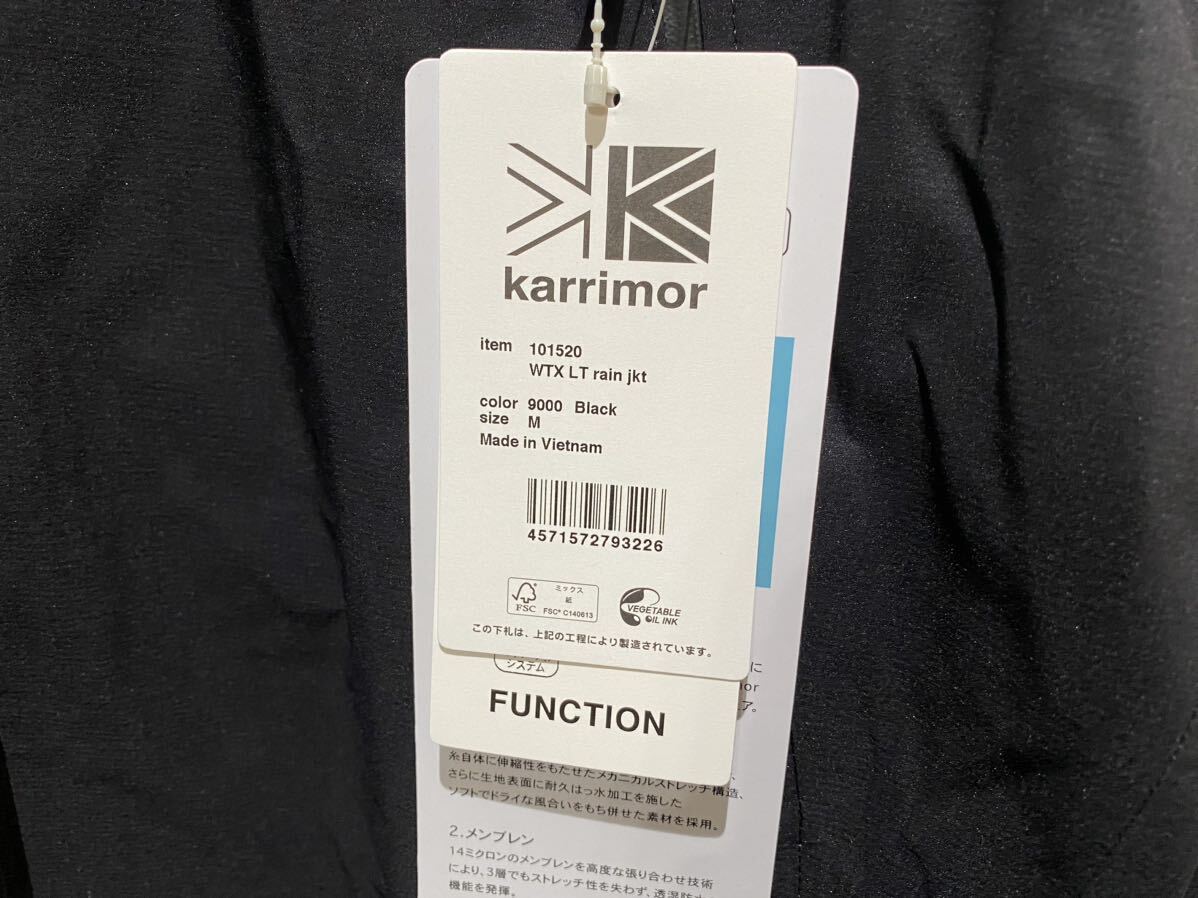 karrimor
item 101520
WTX LT rain jkt
color 9000 Black
size M
Made in Vietnam
4571572793226
FSC
ミックス
紙
FSC® C140613
VEGETABLE
OIL INK
この下札は、上記の工程により製造されています。
システム
FUNCTION
に
ア。
糸自体に伸縮性をもたせたメカニカルストレッチ構造、
さらに生地表面に耐久はっ水加工を施した
ソフトでドライな風合いをもち併せた素材を採用。
2.メンブレン
14ミクロンのメンブレンを高度な張り合わせ技術
により、3層でもストレッチ性を失わず、透湿防水
機能を発揮。